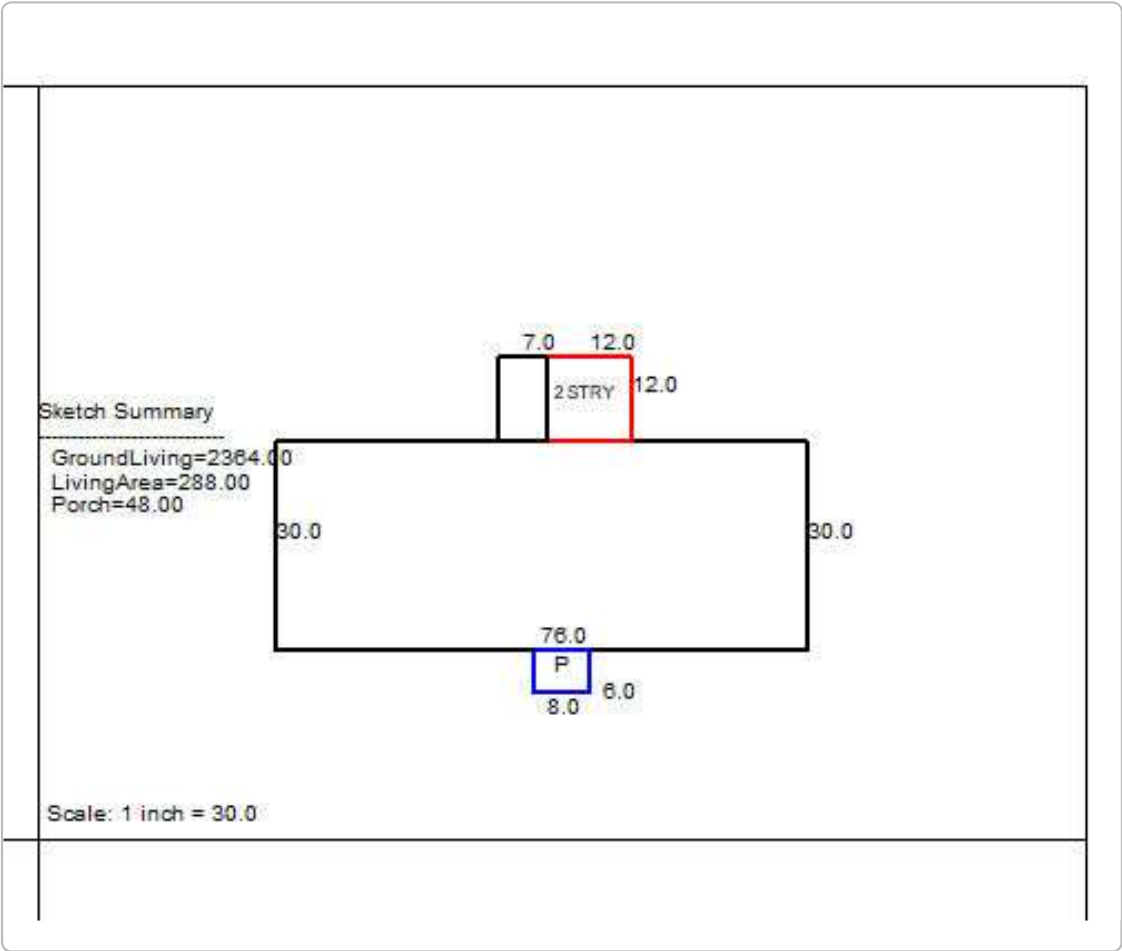 7.0 12.0
2 STRY 12.0
Sketch Summary
GroundLiving=2364.00
LivingArea=288.00
Porch=48.00
30.0 30.0
76.0
P
6.0
8.0
Scale: 1 inch = 30.0